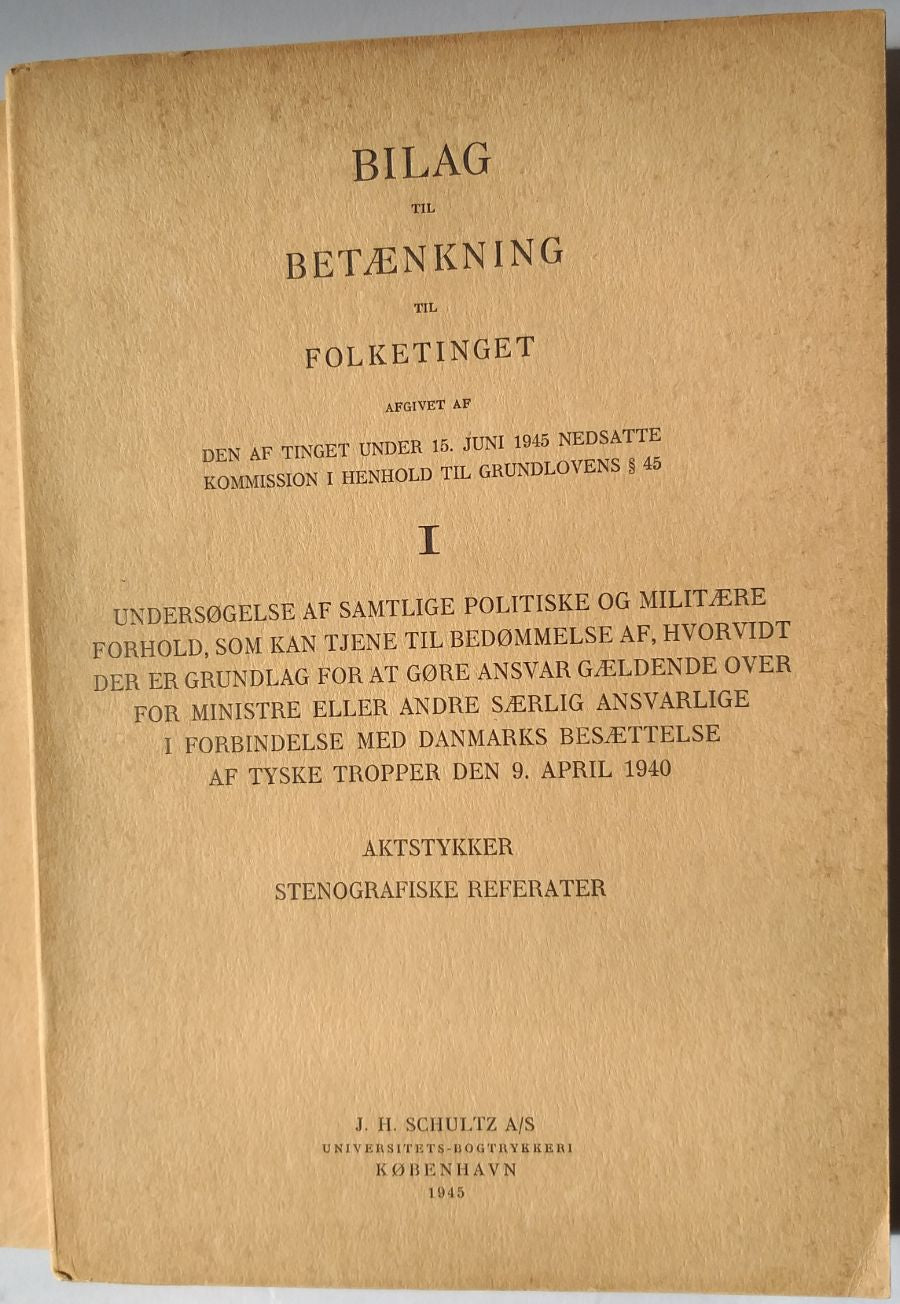 BILAG
TIL
BETÆNKNING
TIL
FOLKETINGET
AFGIVET AF
DEN AF TINGET UNDER 15. JUNI 1945 NEDSATTE
KOMMISSION I HENHOLD TIL GRUNDLOVENS § 45
I
UNDERSØGELSE AF SAMTLIGE POLITISKE OG MILITÆRE
FORHOLD, SOM KAN TJENE TIL BEDØMMELSE AF, HVORVIDT
DER ER GRUNDLAG FOR AT GØRE ANSVAR GÆLDENDE OVER
FOR MINISTRE ELLER ANDRE SÆRLIG ANSVARLIGE
I FORBINDELSE MED DANMARKS BESÆTTELSE
AF TYSKE TROPPER DEN 9. APRIL 1940
AKTSTYKKER
STENOGRAFISKE REFERATER
J. H. SCHULTZ A/S
UNIVERSITETS-BOGTRYKKERI
KØBENHAVN
1945